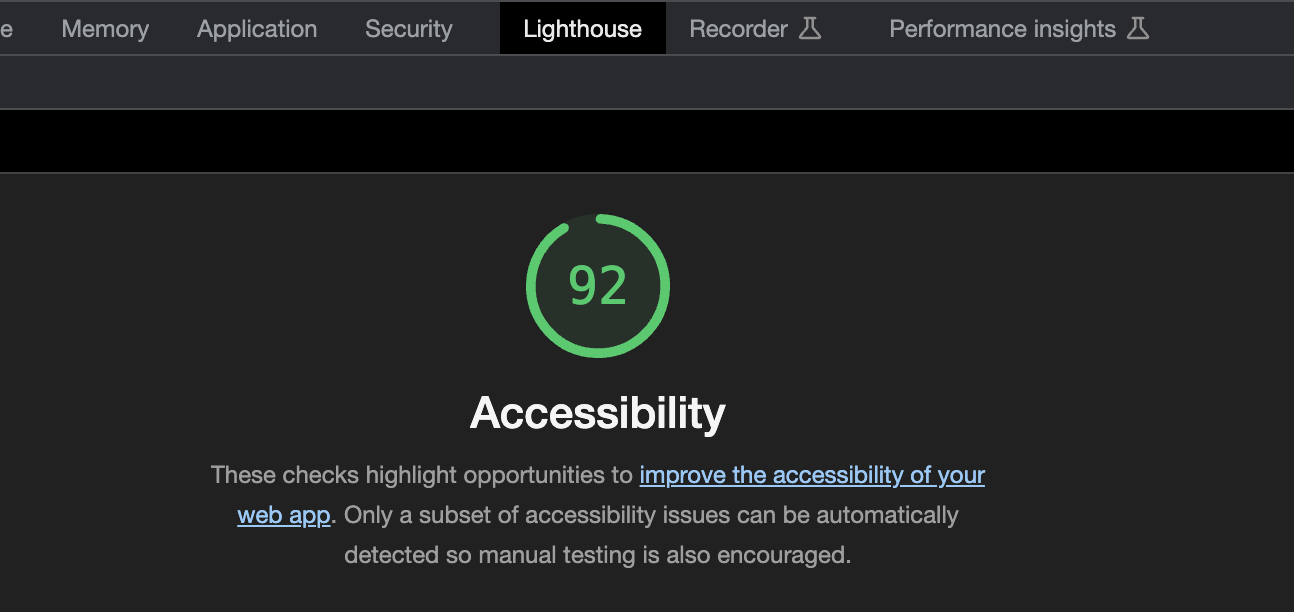 e Memory Application Security Lighthouse Recorder Performance insights
92
Accessibility
These checks highlight opportunities to improve the accessibility of your
web app. Only a subset of accessibility issues can be automatically
detected so manual testing is also encouraged.